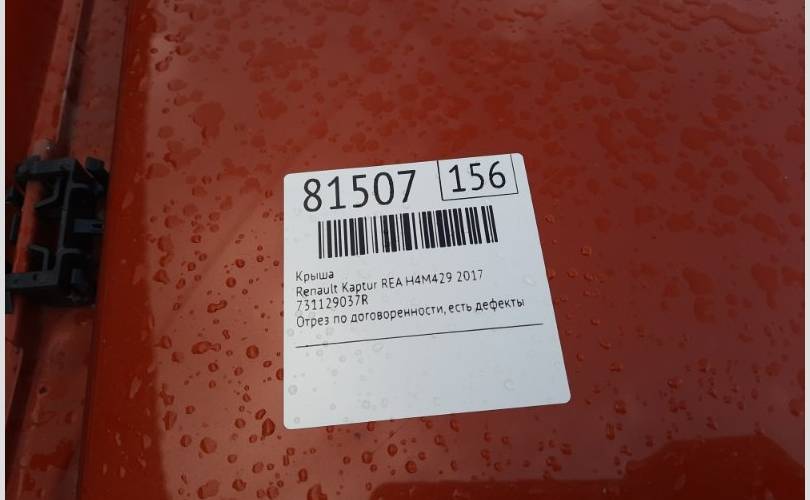 81507 156
Крыша
Renault Kaptur REA H4M429 2017
731129037R
Отрез по договоренности, есть дефекты